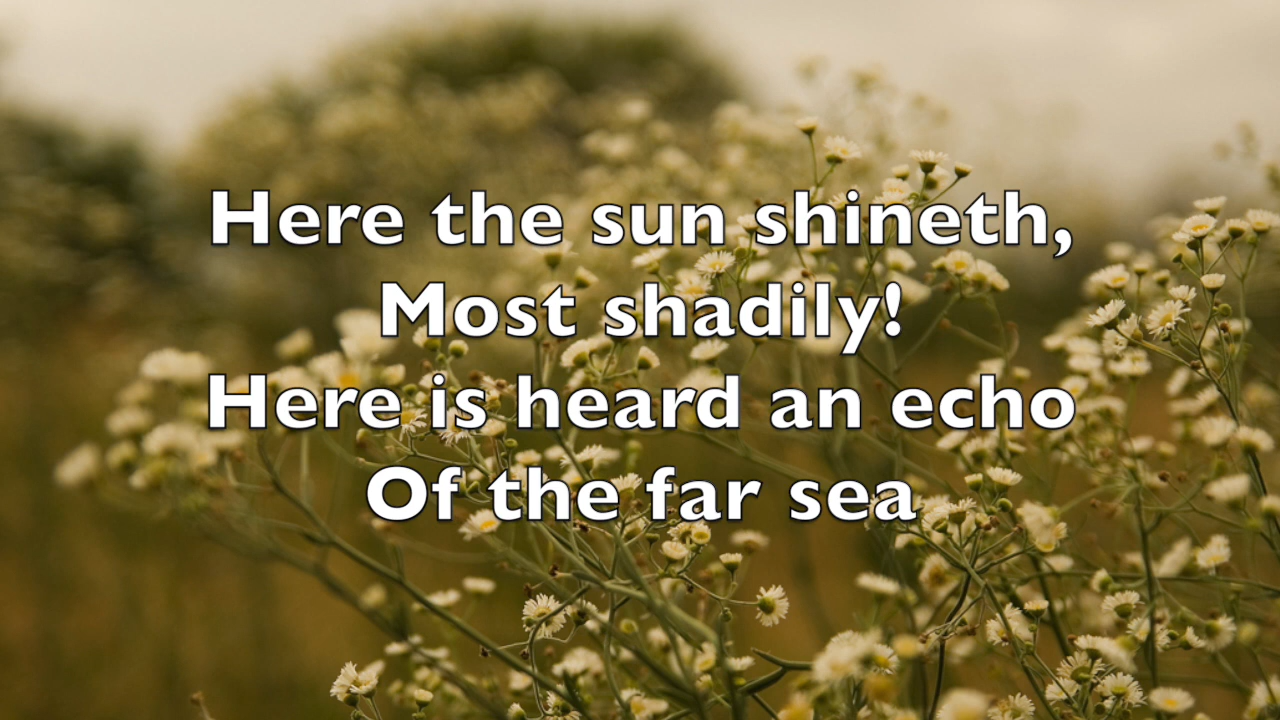 Here the sun shineth,
Most shadily!
Here is heard an echo
Of the far sea